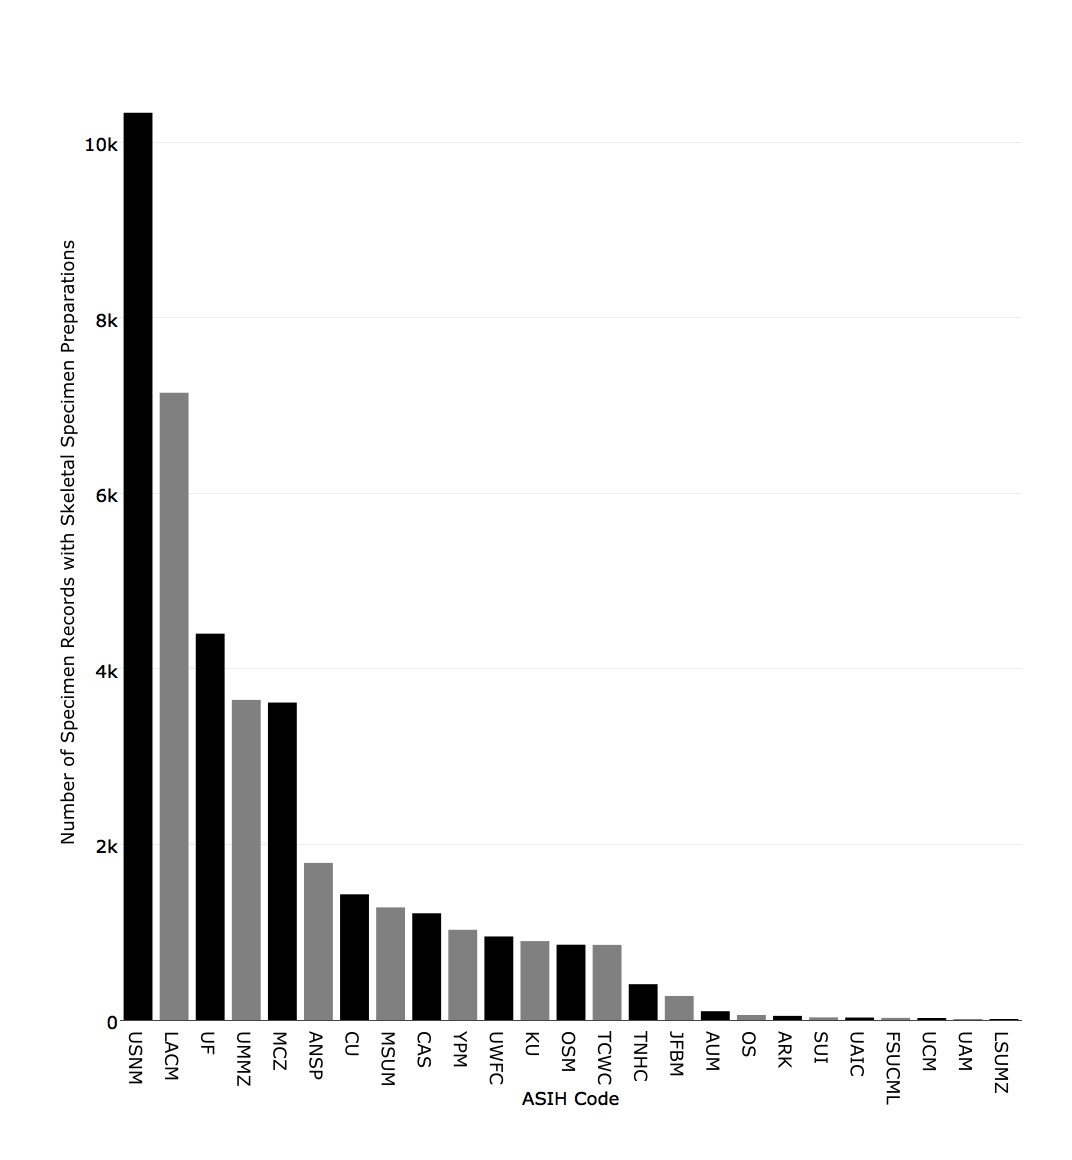 Number of Specimen Records with Skeletal Specimen Preparations
10k
8k
6k
4k
2k
0
USNM
LACM
UF
UMMZ
MCZ
ANSP
CU
MSUM
CAS
YPM
UWFC
KU
OSM
TCWC
TNHC
JFBM
AUM
OS
ARK
SUI
UAIC
FSUCML
UCM
UAM
LSUMZ
ASIH Code